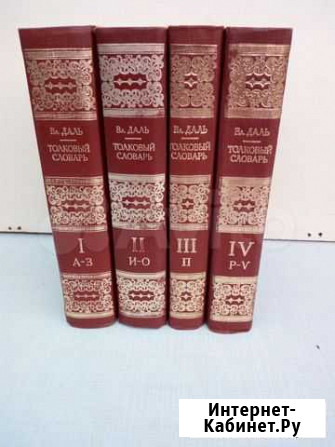 Вл. ДАЛЬ
ТОЛКОВЫЙ
СЛОВАРЬ
I
А-З
Вл. ДАЛЬ
ТОЛКОВЫЙ
СЛОВАРЬ
II
И-О
Вл. ДАЛЬ
ТОЛКОВЫЙ
СЛОВАРЬ
III
П
Вл. ДАЛЬ
ТОЛКОВЫЙ
СЛОВАРЬ
IV
Р-V
Интернет-
Кабинет.Ру